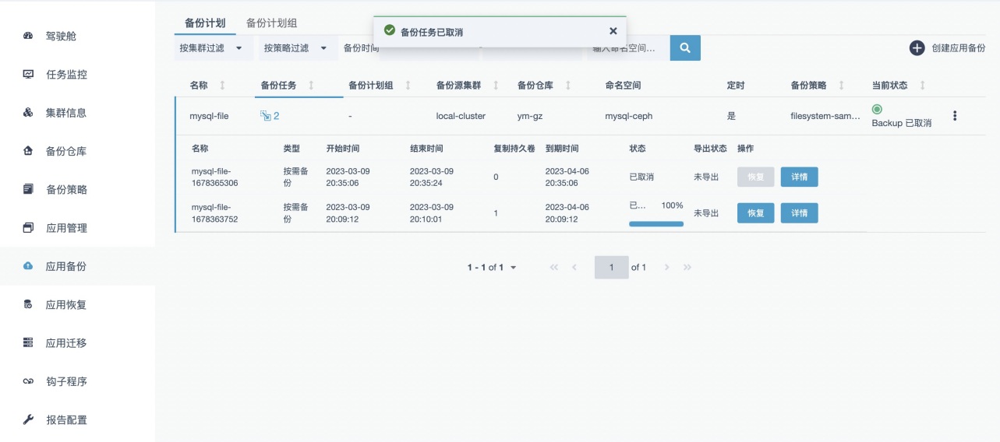 驾驶舱
任务监控
集群信息
备份仓库
备份策略
应用管理
应用备份
应用恢复
应用迁移
钩子程序
报告配置
备份计划 备份计划组
备份任务已取消
按集群过滤 按策略过滤 备份时间 输入命名空间... 创建应用备份
名称 备份任务 备份计划组 备份源集群 备份仓库 命名空间 定时 备份策略 当前状态
mysql-file 2 - local-cluster ym-gz mysql-ceph 是 filesystem-sam... Backup 已取消
名称 类型 开始时间 结束时间 复制持久卷 到期时间 状态 导出状态 操作
mysql-file-1678365306 按需备份 2023-03-09 20:35:06 2023-03-09 20:35:24 0 2023-04-06 20:35:06 已取消 未导出 恢复 详情
mysql-file-1678363752 按需备份 2023-03-09 20:09:12 2023-03-09 20:10:01 1 2023-04-06 20:09:12 已... 100% 未导出 恢复 详情
1 - 1 of 1 1 of 1